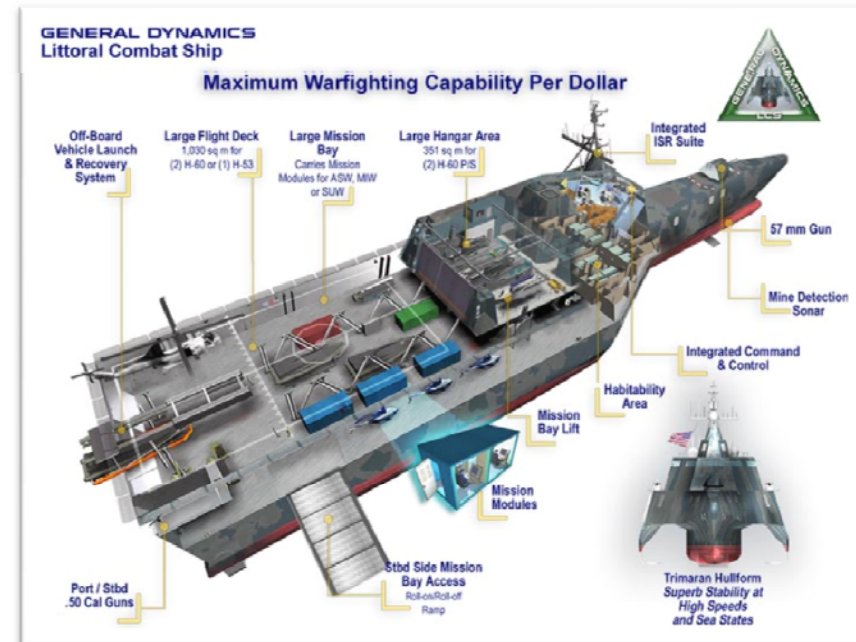 GENERAL DYNAMICS
Littoral Combat Ship
Maximum Warfighting Capability Per Dollar
GENERAL DYNAMICS
LCS
Off-Board
Vehicle Launch
& Recovery
System
Large Flight Deck
1,030 sq m for
(2) H-60 or (1) H-53
Large Mission
Bay
Carries Mission
Modules for ASW, MIW
or SUW
Large Hangar Area
351 sq m for
(2) H-60 P/S
Integrated
ISR Suite
57 mm Gun
Mine Detection
Sonar
Integrated Command
& Control
Habitability
Area
Mission
Bay Lift
Mission
Modules
Stbd Side Mission
Bay Access
Roll-on/Roll-off
Ramp
Port / Stbd
.50 Cal Guns
Trimaran Hullform
Superb Stability at
High Speeds
and Sea States